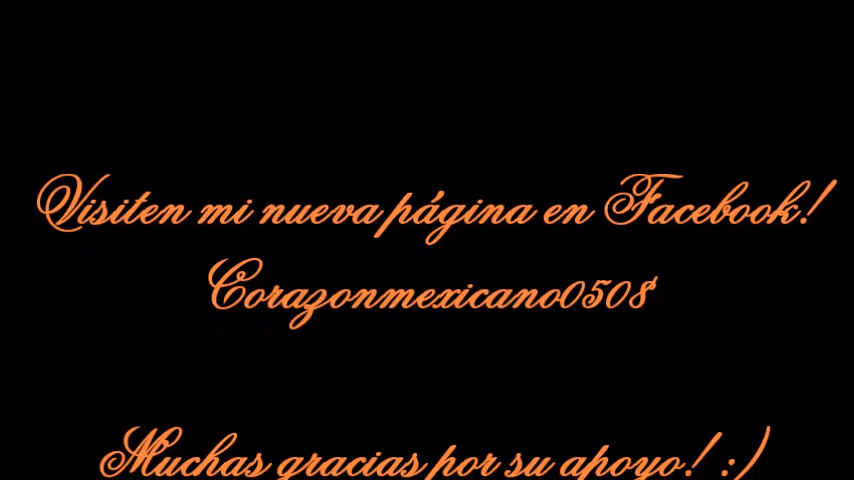 Visiten mi nueva página en Facebook!
Corazonmexicano0508
Muchas gracias por su apoyo! :)